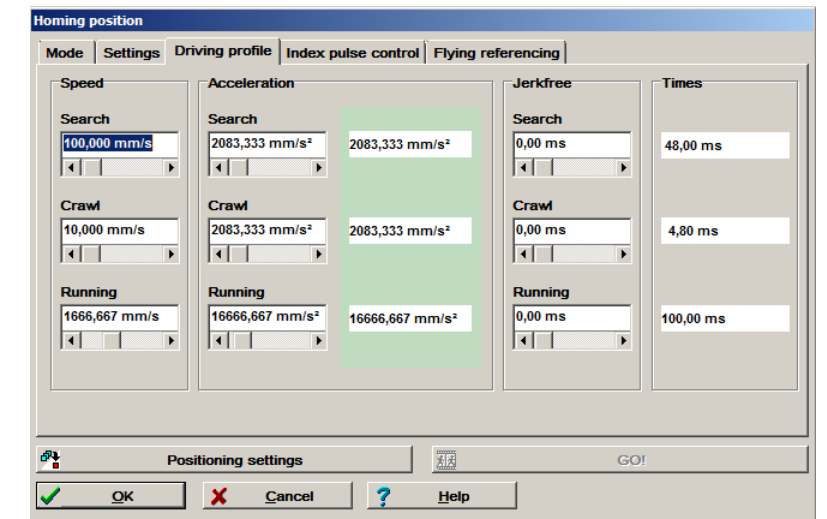 Homing position
Mode Settings Driving profile Index pulse control Flying referencing
Speed Acceleration Jerkfree Times
Search Search Search
100,000 mm/s 2083,333 mm/s² 2083,333 mm/s² 0,00 ms 48,00 ms
Crawl Crawl Crawl
10,000 mm/s 2083,333 mm/s² 2083,333 mm/s² 0,00 ms 4,80 ms
Running Running Running
1666,667 mm/s 16666,667 mm/s² 16666,667 mm/s² 0,00 ms 100,00 ms
Positioning settings GO!
OK Cancel Help